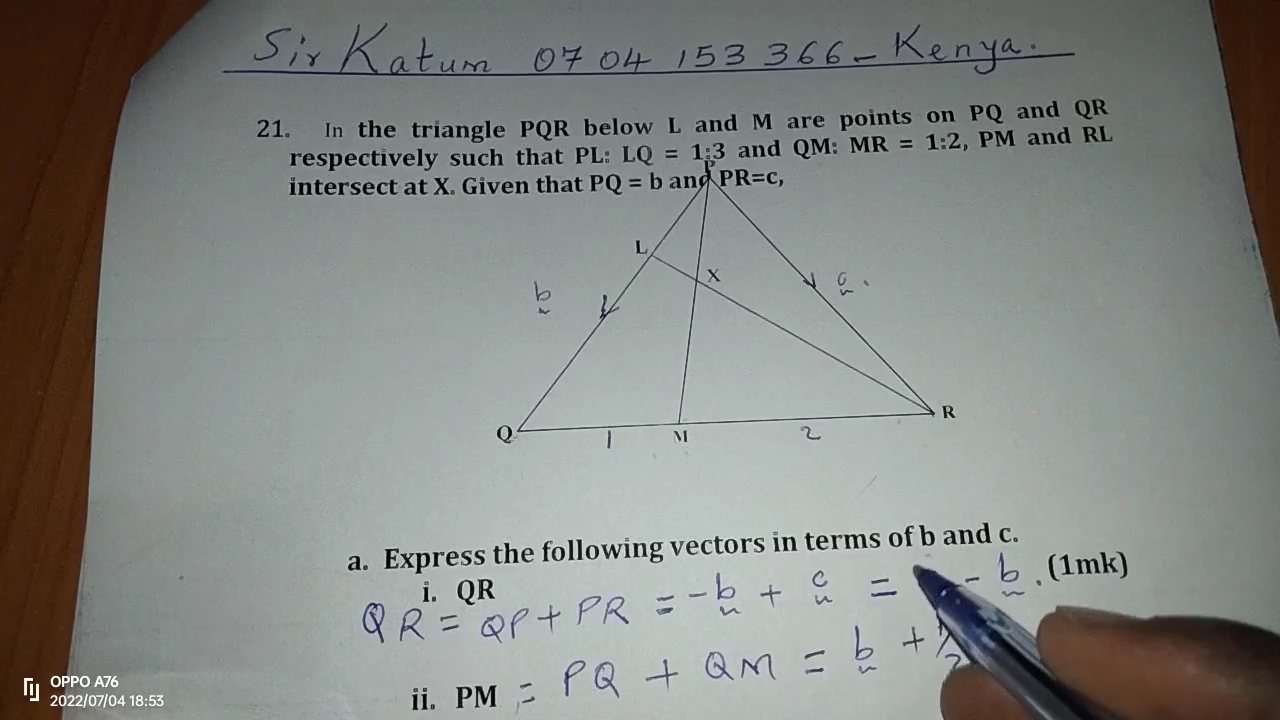 Sir Katum 0704 153 366 - Kenya.
21. In the triangle PQR below L and M are points on PQ and QR
respectively such that PL: LQ = 1:3 and QM: MR = 1:2, PM and RL
intersect at X. Given that PQ = b and PR=c,
P
L
X
b
c
Q
M
R
1
2
a. Express the following vectors in terms of b and c.
i. QR
(1mk)
QR = QP + PR = -b + c = - b.
ii. PM = PQ + QM = b +
OPPO A76
2022/07/04 18:53